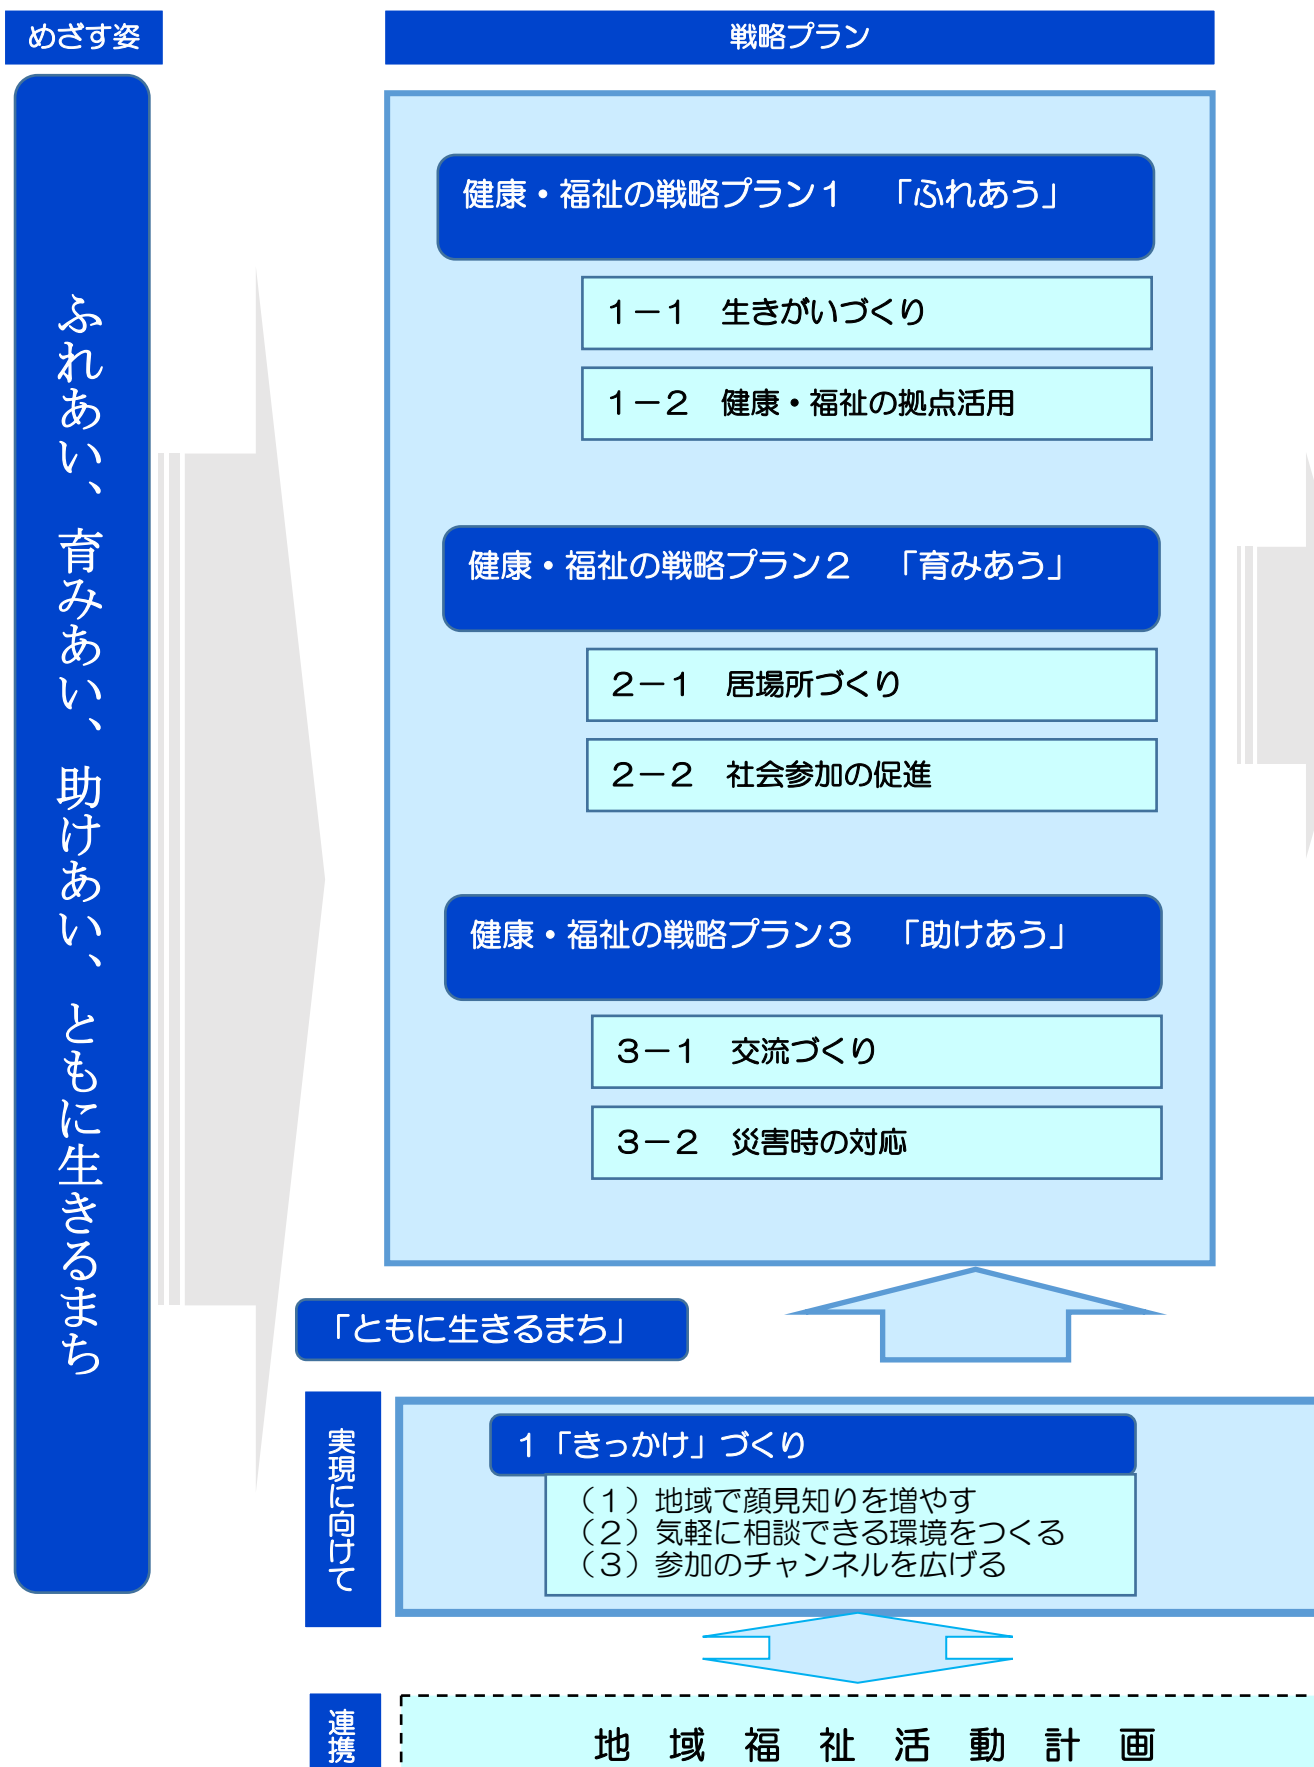 めざす姿
戦略プラン
ふれあい、育みあい、助けあい、ともに生きるまち
健康・福祉の戦略プラン１　「ふれあう」
１－１　生きがいづくり
１－２　健康・福祉の拠点活用
健康・福祉の戦略プラン２　「育みあう」
２－１　居場所づくり
２－２　社会参加の促進
健康・福祉の戦略プラン３　「助けあう」
３－１　交流づくり
３－２　災害時の対応
「ともに生きるまち」
実現に向けて
１「きっかけ」づくり
（１）地域で顔見知りを増やす
（２）気軽に相談できる環境をつくる
（３）参加のチャンネルを広げる
連携
地　域　福　祉　活　動　計　画